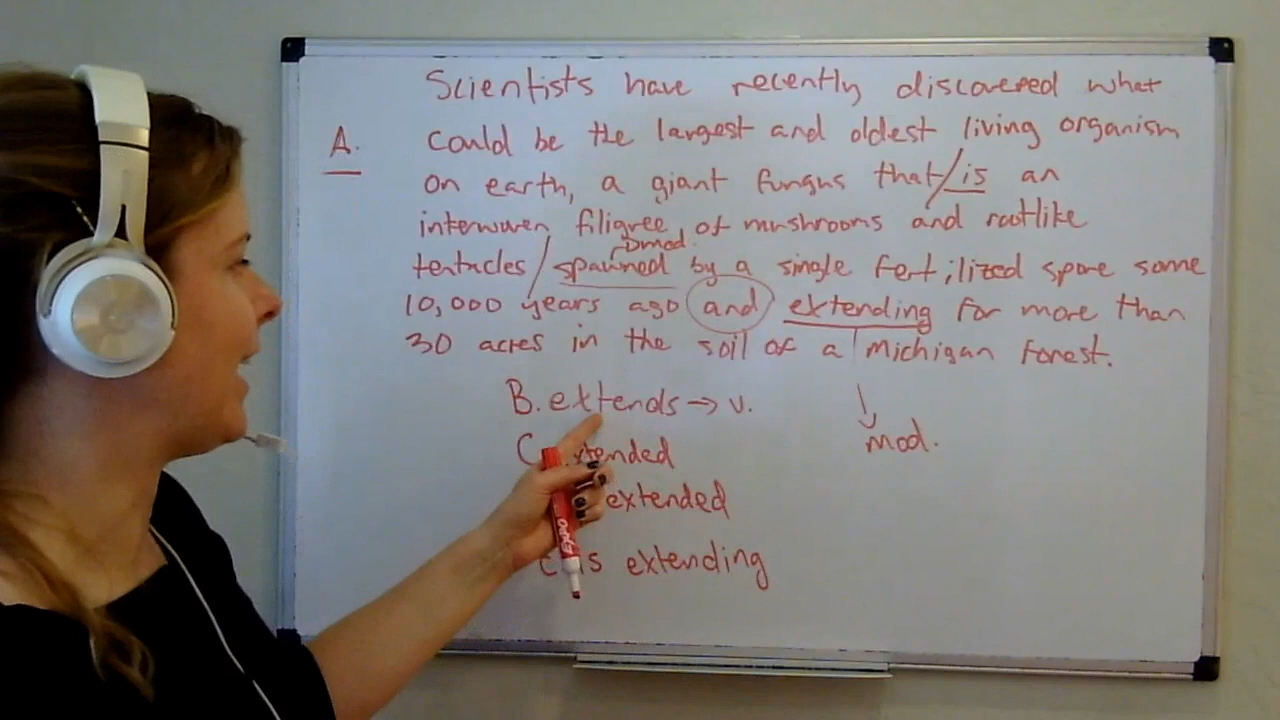 Scientists have recently discovered what
A. could be the largest and oldest living organism
on earth, a giant fungus that/is an
interwoven filigree of mushrooms and rootlike
mod.
tentacles/spawned by a single fertilized spore some
10,000 years ago and extending for more than
30 acres in the soil of a Michigan forest.
B. extends → v.
mod.
C extended
extended
is extending